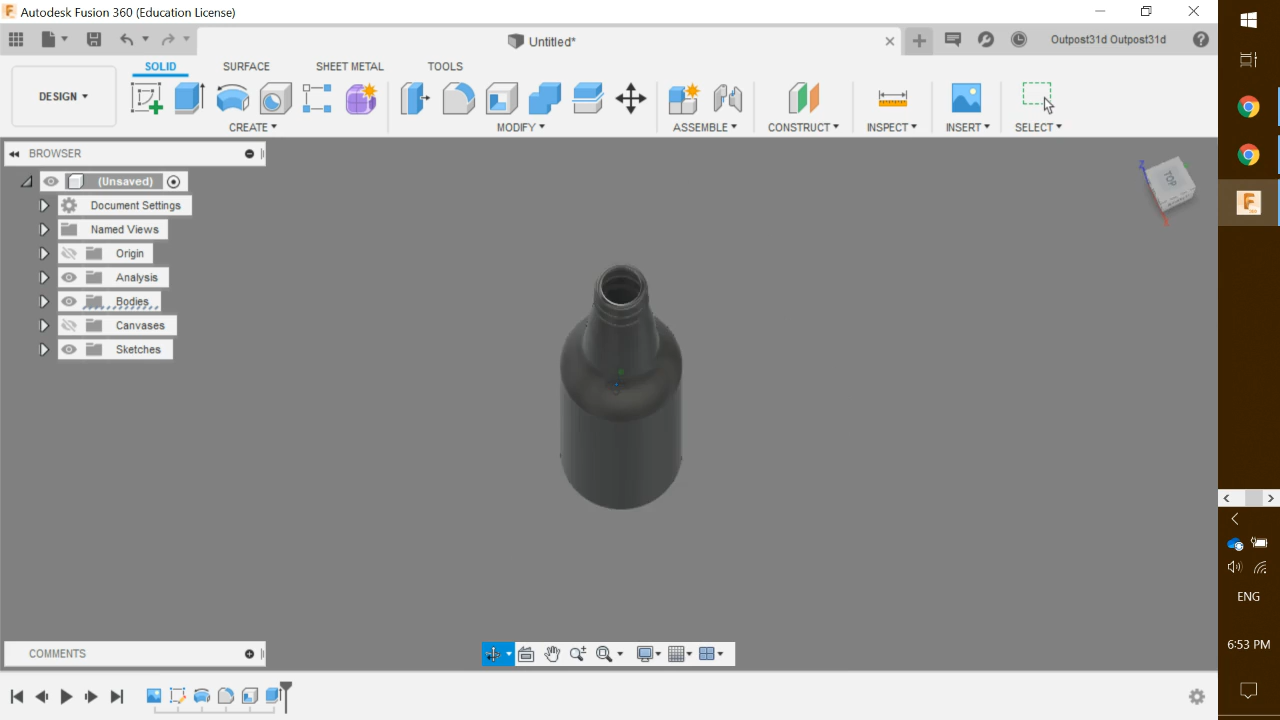 Autodesk Fusion 360 (Education License)
Untitled*
Outpost31d Outpost31d
SOLID SURFACE SHEET METAL TOOLS
DESIGN
CREATE MODIFY ASSEMBLE CONSTRUCT INSPECT INSERT SELECT
BROWSER
(Unsaved)
Document Settings
Named Views
Origin
Analysis
Bodies
Canvases
Sketches
Z
TOP
X
COMMENTS
ENG
6:53 PM